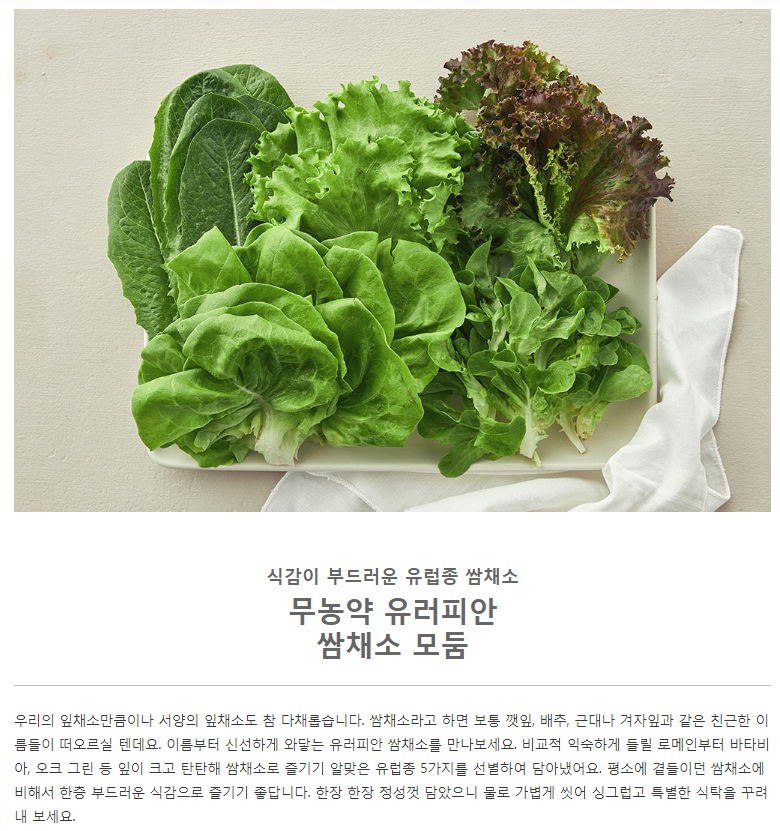 식감이 부드러운 유럽종 쌈채소
무농약 유러피안
쌈채소 모둠
우리의 잎채소만큼이나 서양의 잎채소도 참 다채롭습니다. 쌈채소라고 하면 보통 깻잎, 배추, 근대나 겨자잎과 같은 친근한 이
름들이 떠오르실 텐데요. 이름부터 신선하게 와닿는 유러피안 쌈채소를 만나보세요. 비교적 익숙하게 들릴 로메인부터 바타비
아, 오크 그린 등 잎이 크고 탄탄해 쌈채소로 즐기기 알맞은 유럽종 5가지를 선별하여 담아냈어요. 평소에 곁들이던 쌈채소에
비해서 한층 부드러운 식감으로 즐기기 좋답니다. 한장 한장 정성껏 담았으니 물로 가볍게 씻어 싱그럽고 특별한 식탁을 꾸려
내 보세요.